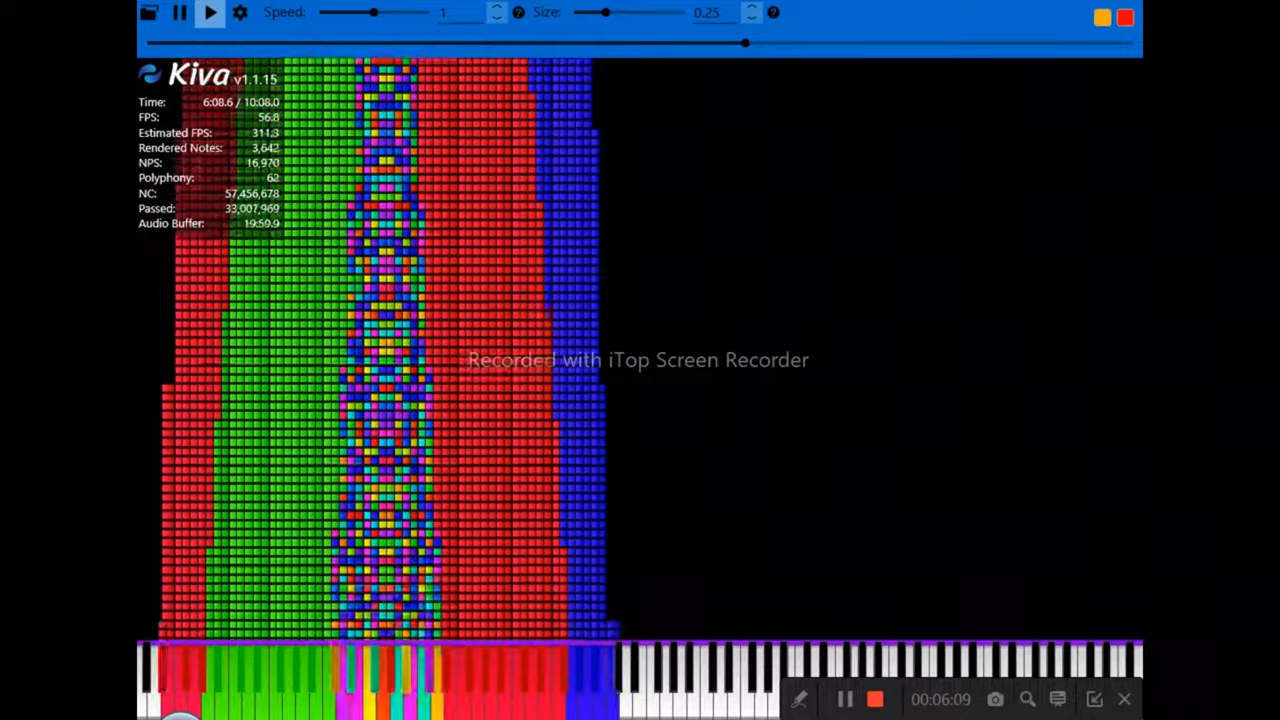 Speed: 1 Size: 0.25
Kiva v1.1.15
Time: 6:08.6 / 10:08.0
FPS: 56.8
Estimated FPS: 311.3
Rendered Notes: 3,642
NPS: 16,970
Polyphony: 62
NC: 57,456,678
Passed: 33,007,969
Audio Buffer: 19:59.9
Recorded with iTop Screen Recorder
00:06:09